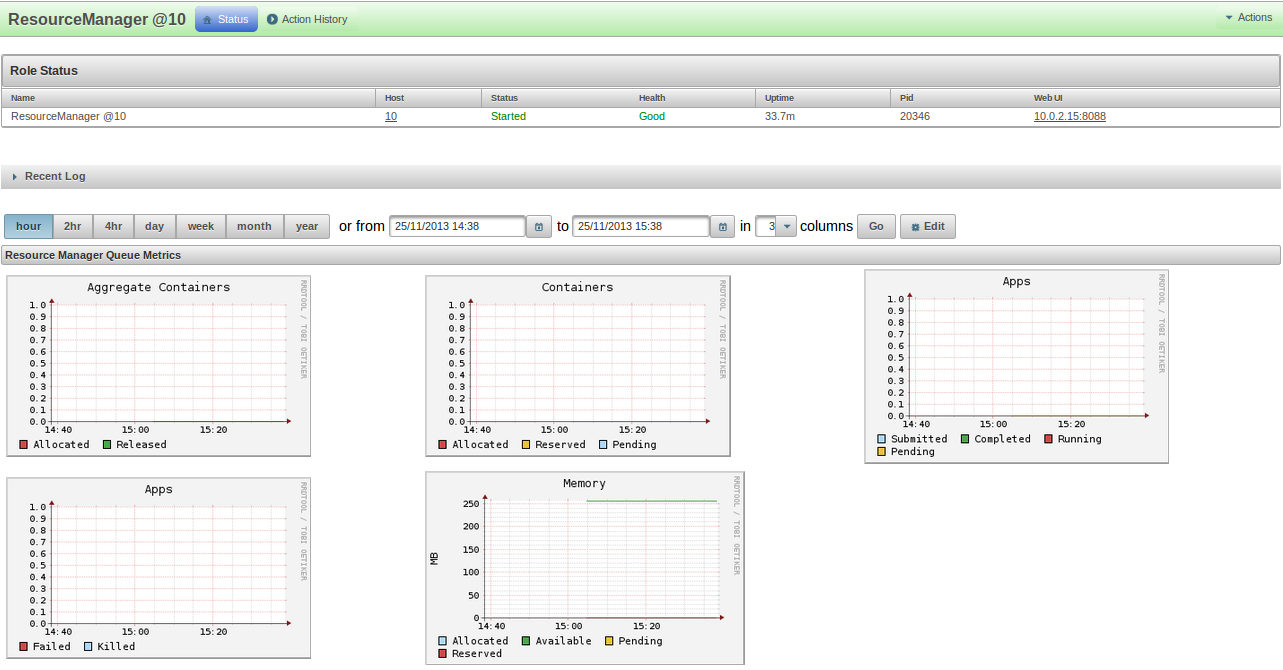 ResourceManager @10 Status Action History Actions
Role Status
Name Host Status Health Uptime Pid Web UI
ResourceManager @10 10 Started Good 33.7m 20346 10.0.2.15:8088
Recent Log
hour 2hr 4hr day week month year or from 25/11/2013 14:38 to 25/11/2013 15:38 in 3 columns Go Edit
Resource Manager Queue Metrics
Aggregate Containers
RRDTOOL / TOBI OETIKER
1.0
0.9
0.8
0.7
0.6
0.5
0.4
0.3
0.2
0.1
0.0
14:40 15:00 15:20
Allocated Released
Containers
RRDTOOL / TOBI OETIKER
1.0
0.9
0.8
0.7
0.6
0.5
0.4
0.3
0.2
0.1
0.0
14:40 15:00 15:20
Allocated Reserved Pending
Apps
RRDTOOL / TOBI OETIKER
1.0
0.9
0.8
0.7
0.6
0.5
0.4
0.3
0.2
0.1
0.0
14:40 15:00 15:20
Submitted Completed Running
Pending
Apps
RRDTOOL / TOBI OETIKER
1.0
0.9
0.8
0.7
0.6
0.5
0.4
0.3
0.2
0.1
0.0
14:40 15:00 15:20
Failed Killed
Memory
RRDTOOL / TOBI OETIKER
MB
250
200
150
100
50
0
14:40 15:00 15:20
Allocated Available Pending
Reserved